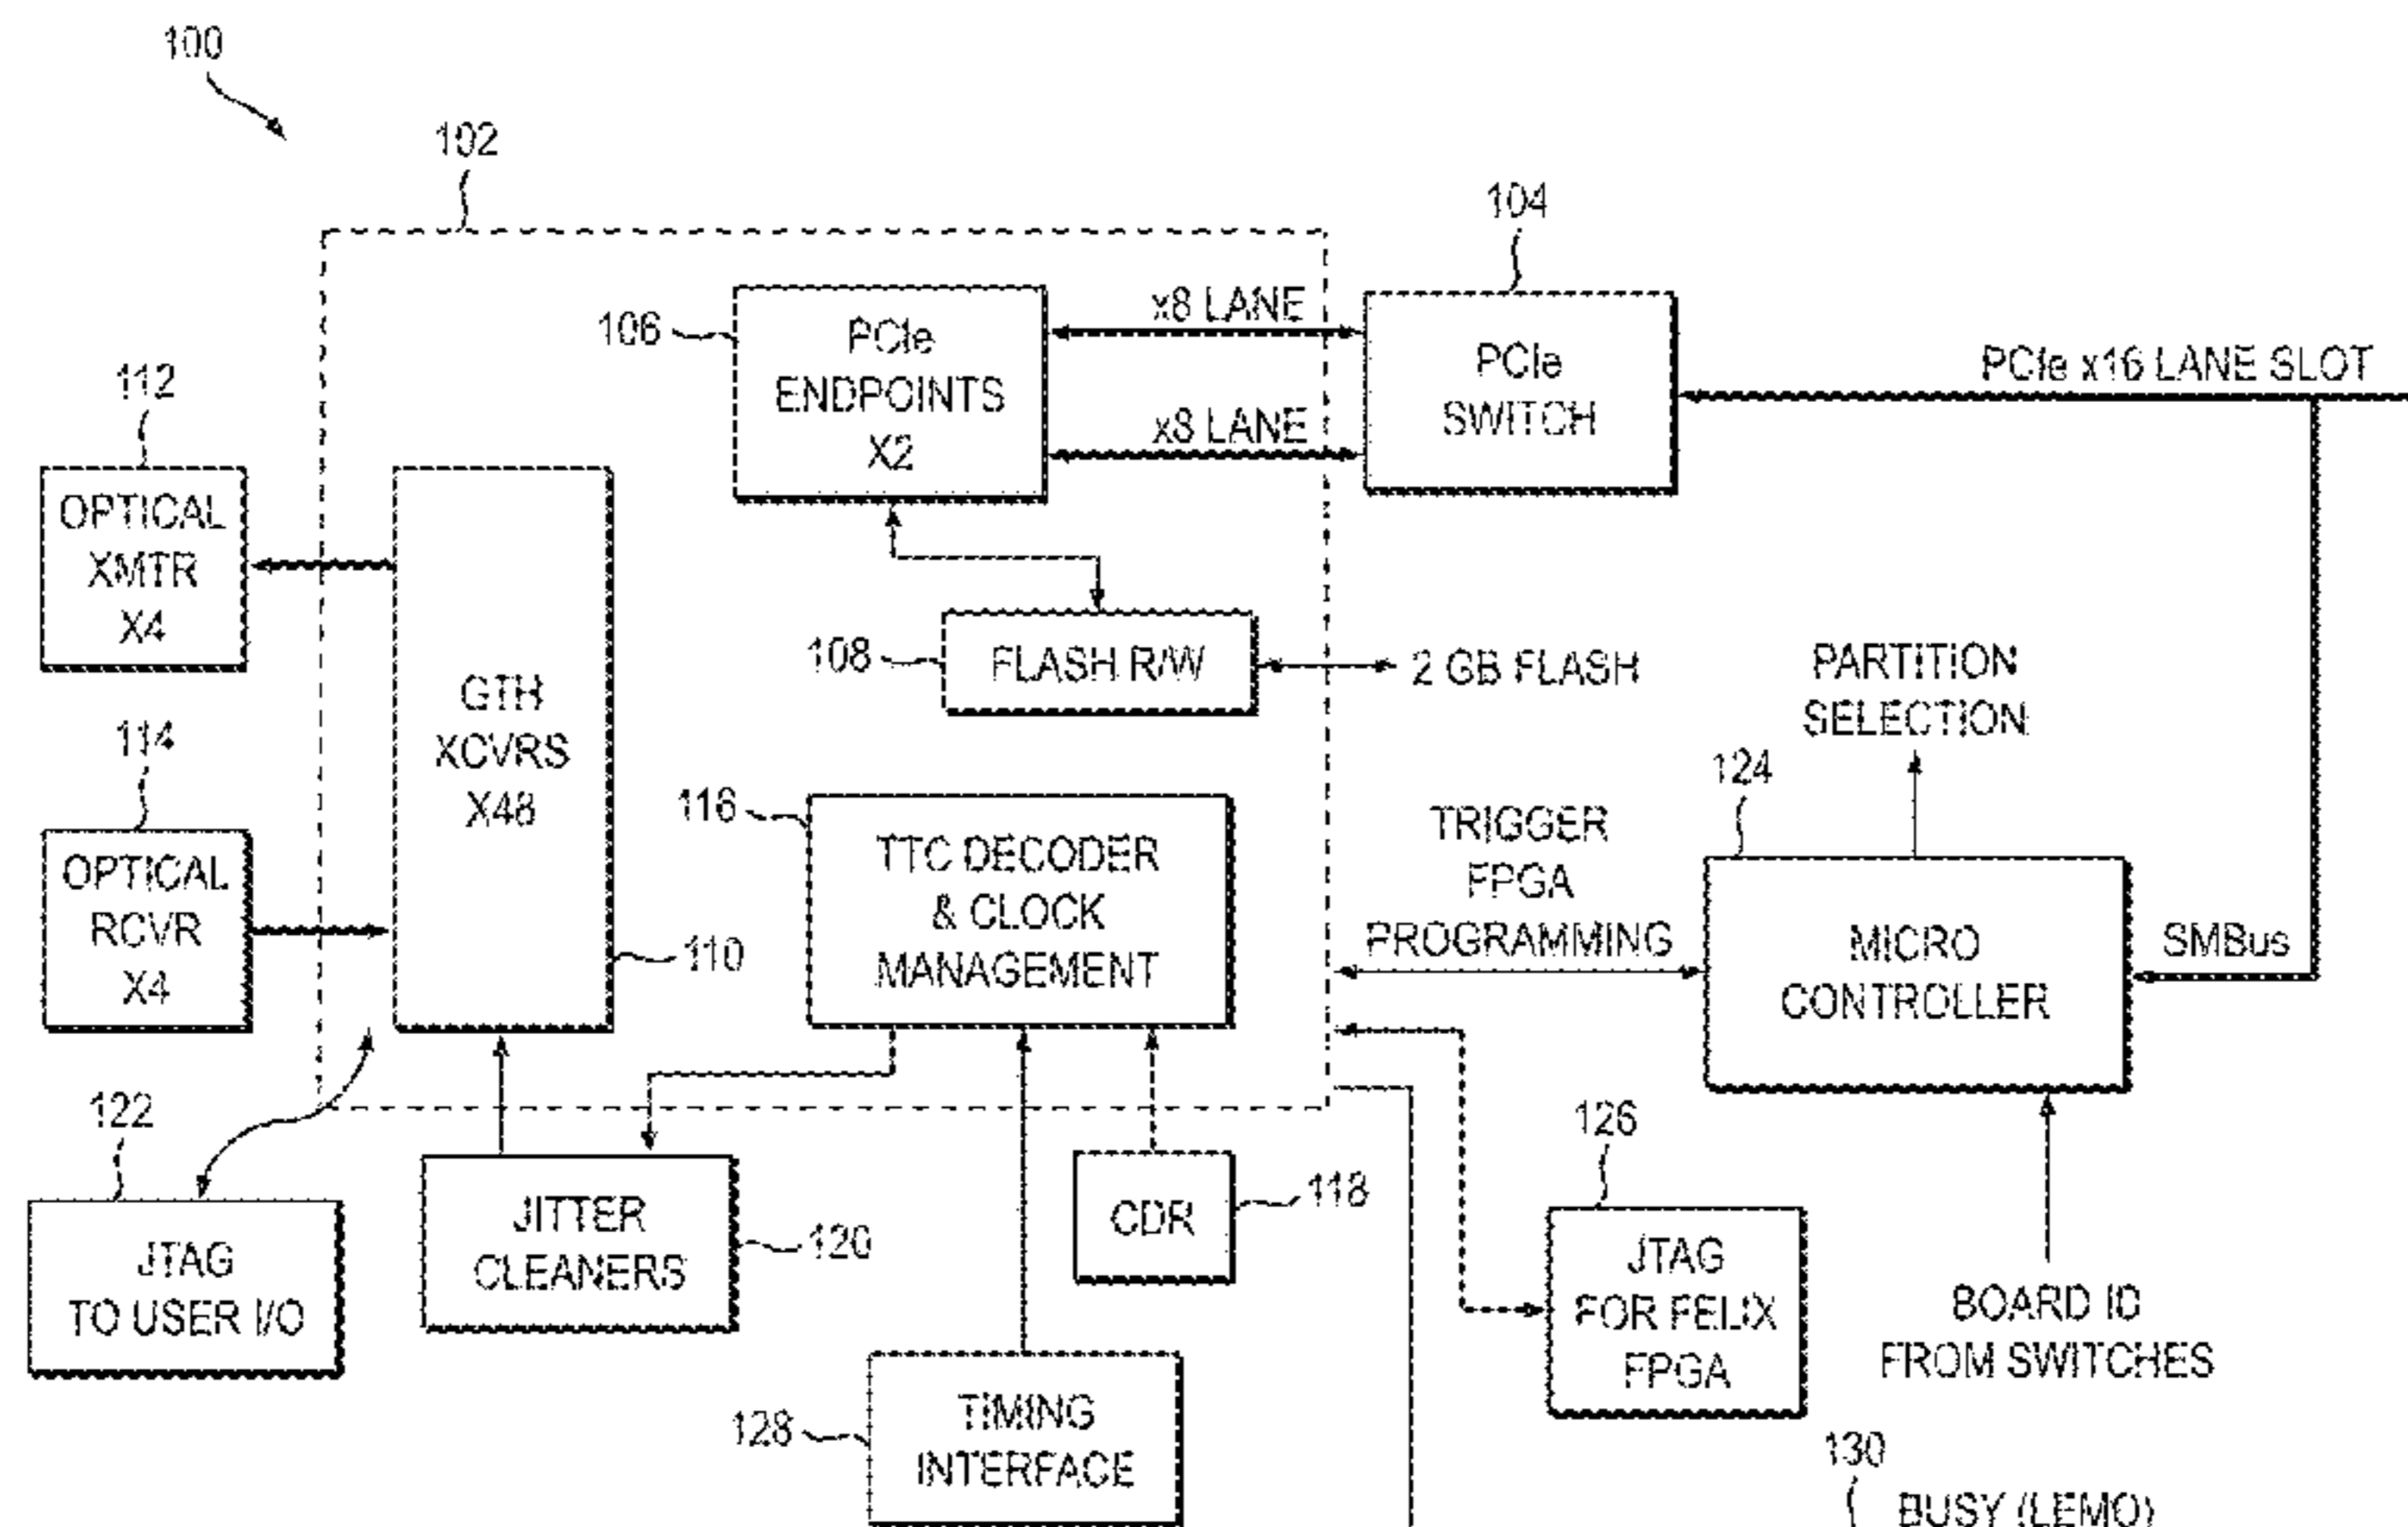 100
102
104
106
PCIe
ENDPOINTS
X2
x8 LANE
x8 LANE
PCIe
SWITCH
PCIe x16 LANE SLOT
112
OPTICAL
XMTR
X4
114
OPTICAL
RCVR
X4
GTH
XCVRS
X48
110
108
FLASH R/W
2 GB FLASH
PARTITION
SELECTION
116
TTC DECODER
& CLOCK
MANAGEMENT
TRIGGER
FPGA
PROGRAMMING
124
MICRO
CONTROLLER
SMBus
122
JTAG
TO USER I/O
JITTER
CLEANERS
120
CDR
118
126
JTAG
FOR FELIX
FPGA
BOARD ID
FROM SWITCHES
128
TIMING
INTERFACE
130
BUSY (LEMO)